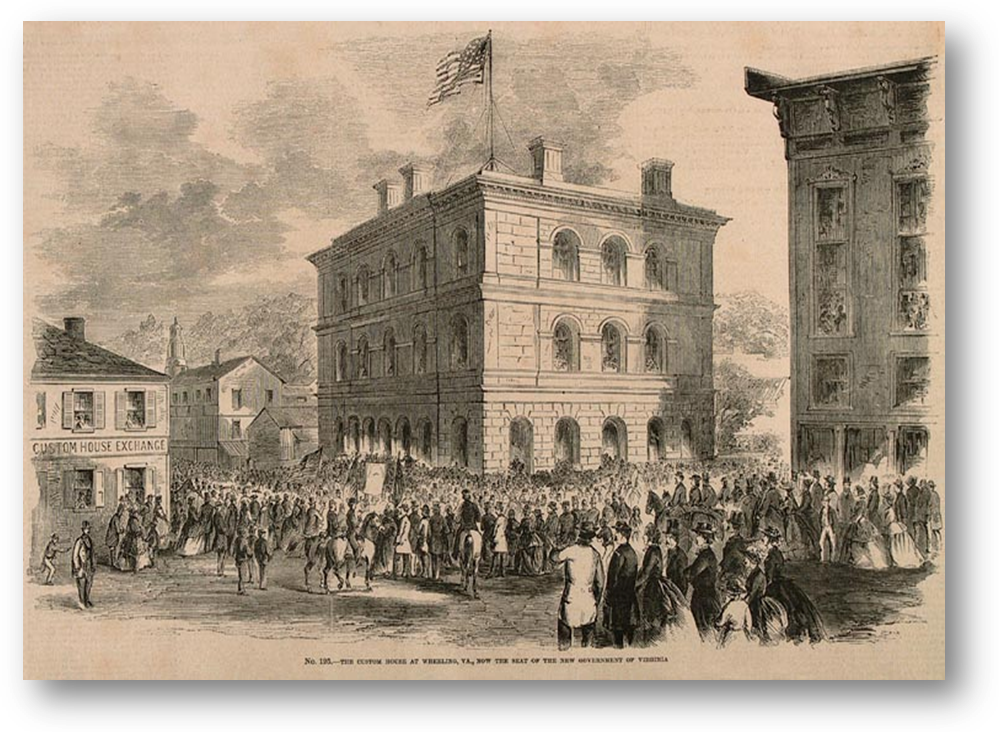 CUSTOM HOUSE EXCHANGE
No. 195.—THE CUSTOM HOUSE AT WHEELING, VA., NOW THE SEAT OF THE NEW GOVERNMENT OF VIRGINIA